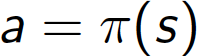 a = π(s)